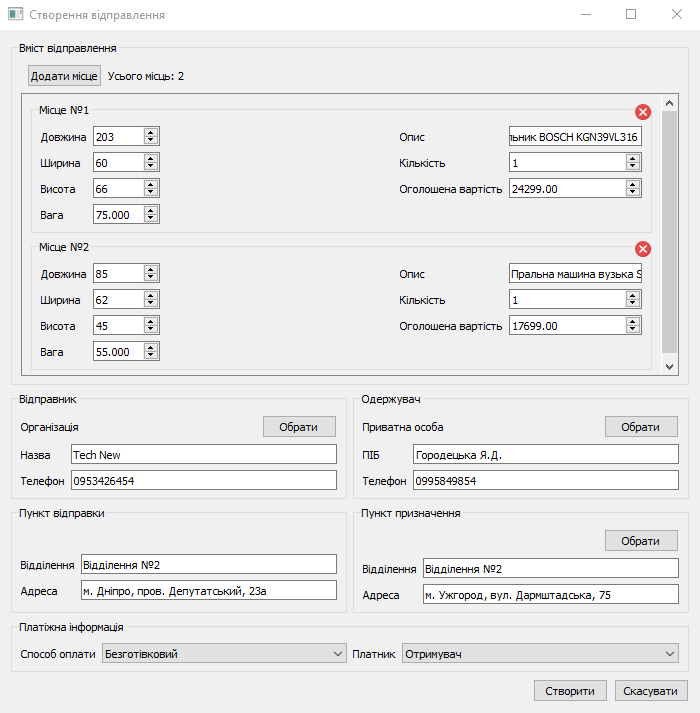 Створення відправлення
Вміст відправлення
Додати місце Усього місць: 2
Місце №1
Довжина 203 Опис льник BOSCH KGN39VL316
Ширина 60 Кількість 1
Висота 66 Оголошена вартість 24299.00
Вага 75.000
Місце №2
Довжина 85 Опис Пральна машина вузька S
Ширина 62 Кількість 1
Висота 45 Оголошена вартість 17699.00
Вага 55.000
Відправник
Організація Обрати
Назва Tech New
Телефон 0953426454
Одержувач
Приватна особа Обрати
ПІБ Городецька Я.Д.
Телефон 0995849854
Пункт відправки
Відділення Відділення №2
Адреса м. Дніпро, пров. Депутатський, 23а
Пункт призначення
Обрати
Відділення Відділення №2
Адреса м. Ужгород, вул. Дармштадська, 75
Платіжна інформація
Спосіб оплати Безготівковий Платник Отримувач
Створити Скасувати